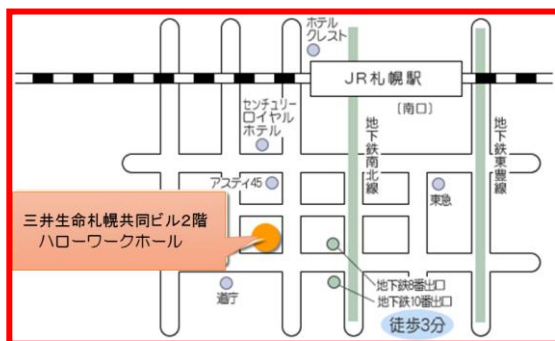 ホテル
クレスト
JR札幌駅
〔南口〕
センチュリー
ロイヤル
ホテル
地下鉄南北線
地下鉄東豊線
アスティ45
東急
三井生命札幌共同ビル2階
ハローワークホール
地下鉄8番出口
地下鉄10番出口
道庁
徒歩3分